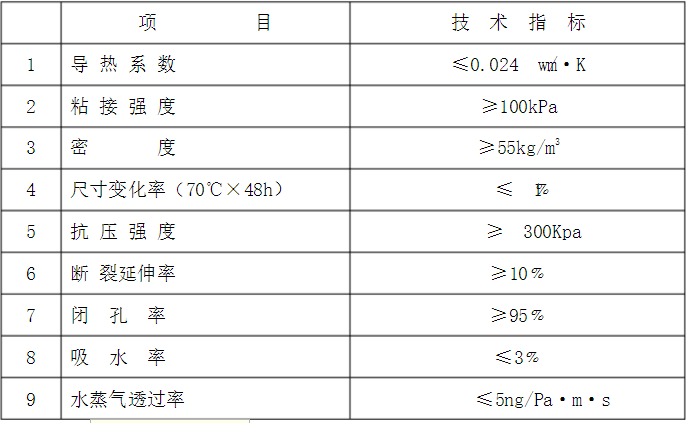 项 目 技 术 指 标
1 导 热 系 数 ≤0.024 w/m·K
2 粘 接 强 度 ≥100kPa
3 密 度 ≥55kg/m³
4 尺寸变化率（70℃×48h） ≤ 1%
5 抗 压 强 度 ≥ 300Kpa
6 断 裂延伸率 ≥10%
7 闭 孔 率 ≥95%
8 吸 水 率 ≤3%
9 水蒸气透过率 ≤5ng/Pa·m·s